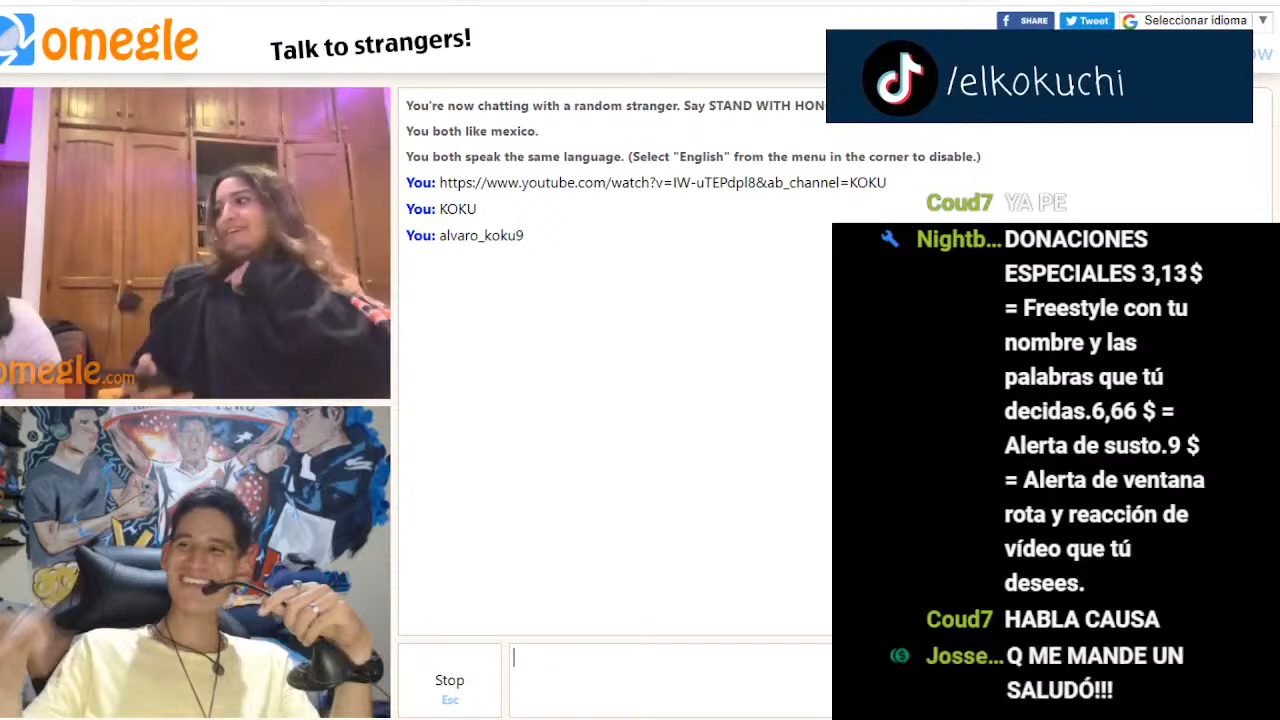 omegle
Talk to strangers!
SHARE
Tweet
Seleccionar idioma
/elkokuchi
You're now chatting with a random stranger. Say STAND WITH HON
You both like mexico.
You both speak the same language. (Select "English" from the menu in the corner to disable.)
You: https://www.youtube.com/watch?v=IW-uTEPdpl8&ab_channel=KOKU
You: KOKU
You: alvaro_koku9
omegle.com
Stop
Esc
Coud7 YA PE
Nightb... DONACIONES
ESPECIALES 3,13$
= Freestyle con tu
nombre y las
palabras que tú
decidas.6,66 $ =
Alerta de susto.9 $
= Alerta de ventana
rota y reacción de
vídeo que tú
desees.
Coud7 HABLA CAUSA
Josse... Q ME MANDE UN
SALUDÓ!!!